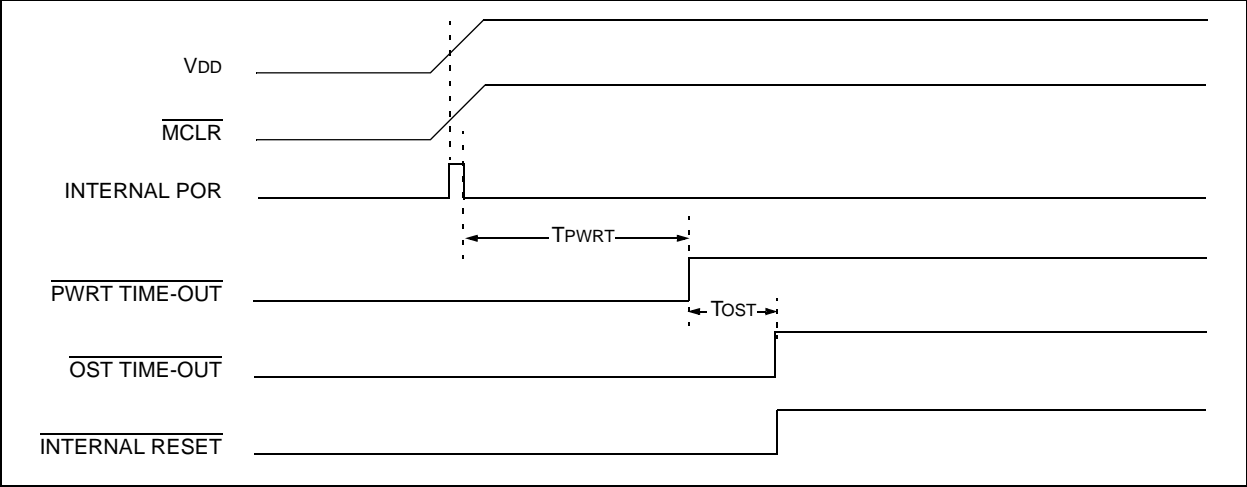 VDD
MCLR
INTERNAL POR
TPWRT
PWRT TIME-OUT
TOST
OST TIME-OUT
INTERNAL RESET